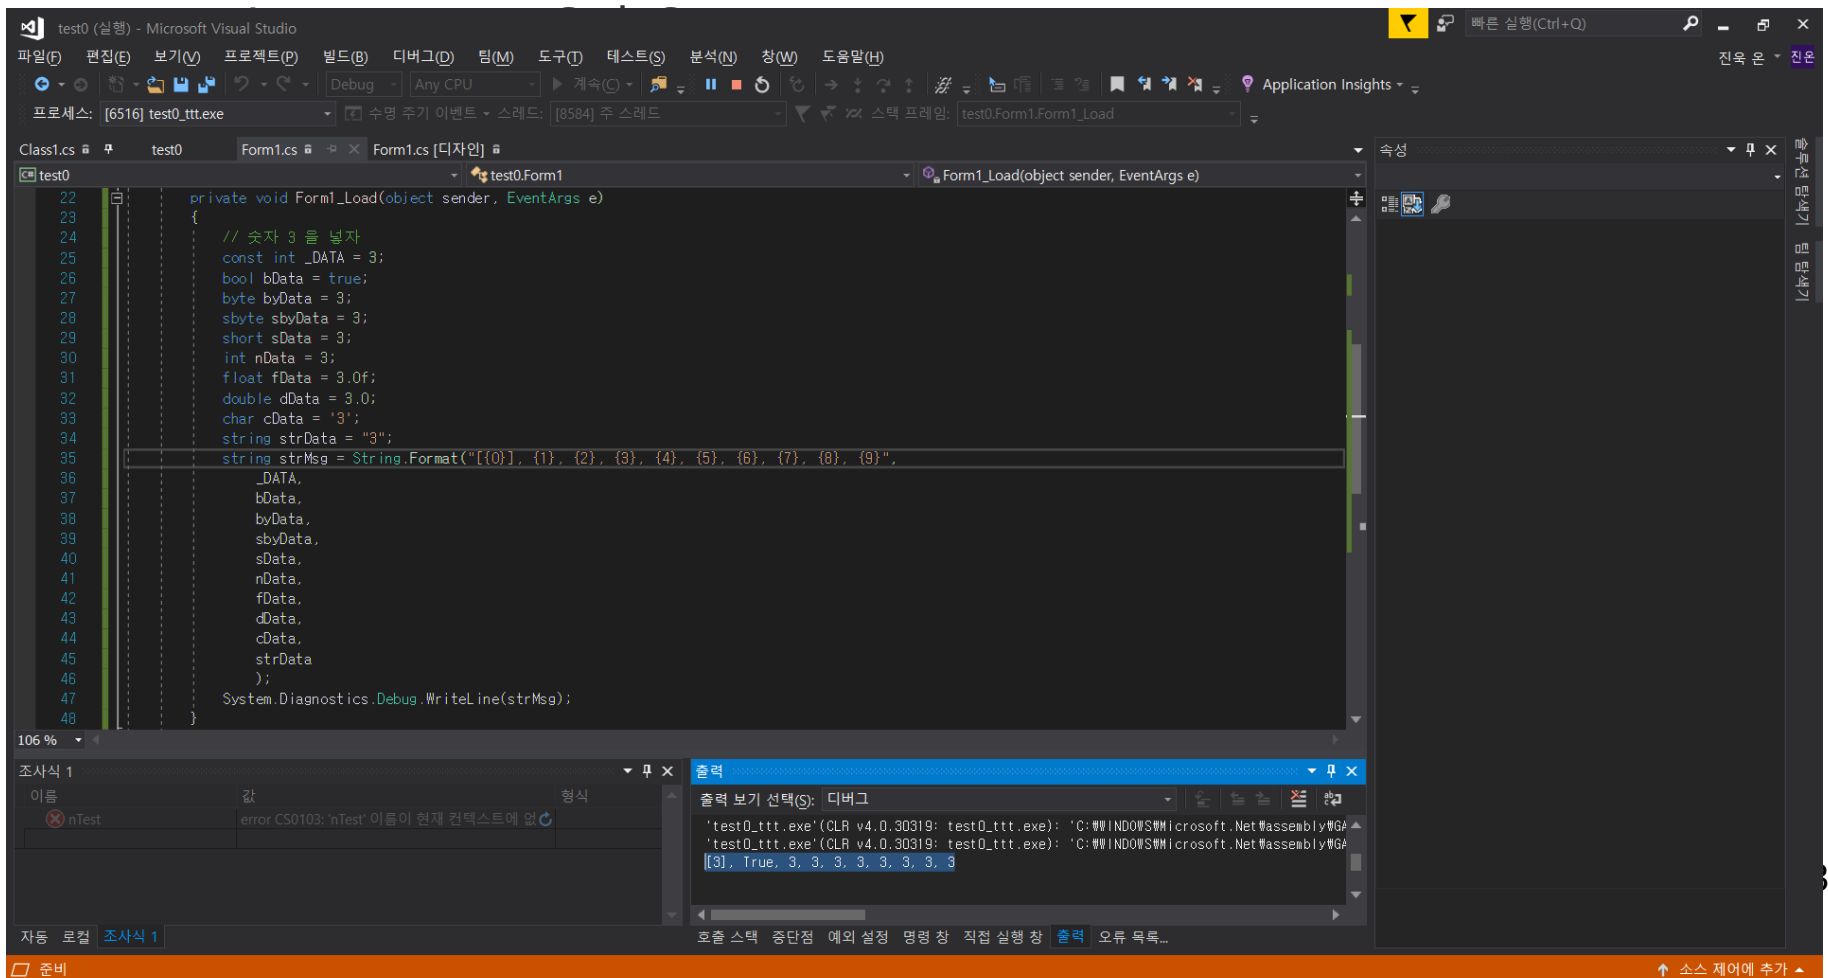 test0 (실행) - Microsoft Visual Studio
빠른 실행(Ctrl+Q)
파일(F) 편집(E) 보기(V) 프로젝트(P) 빌드(B) 디버그(D) 팀(M) 도구(T) 테스트(S) 분석(N) 창(W) 도움말(H)
진욱 온 진온
Debug Any CPU 계속(C) Application Insights
프로세스: [6516] test0_ttt.exe 수명 주기 이벤트 스레드: [8584] 주 스레드 스택 프레임: test0.Form1.Form1_Load
Class1.cs test0 Form1.cs Form1.cs [디자인]
속성
솔루션 탐색기
팀 탐색기
test0 test0.Form1 Form1_Load(object sender, EventArgs e)
22 private void Form1_Load(object sender, EventArgs e)
23 {
24 // 숫자 3 을 넣자
25 const int _DATA = 3;
26 bool bData = true;
27 byte byData = 3;
28 sbyte sbyData = 3;
29 short sData = 3;
30 int nData = 3;
31 float fData = 3.0f;
32 double dData = 3.0;
33 char cData = '3';
34 string strData = "3";
35 string strMsg = String.Format("[{0}], {1}, {2}, {3}, {4}, {5}, {6}, {7}, {8}, {9}",
36 _DATA,
37 bData,
38 byData,
39 sbyData,
40 sData,
41 nData,
42 fData,
43 dData,
44 cData,
45 strData
46 );
47 System.Diagnostics.Debug.WriteLine(strMsg);
48 }
106 %
조사식 1
이름 값 형식
nTest error CS0103: 'nTest' 이름이 현재 컨텍스트에 없
자동 로컬 조사식 1
출력
출력 보기 선택(S): 디버그
'test0_ttt.exe'(CLR v4.0.30319: test0_ttt.exe): 'C:₩WINDOWS₩Microsoft.Net₩assembly₩GA
'test0_ttt.exe'(CLR v4.0.30319: test0_ttt.exe): 'C:₩WINDOWS₩Microsoft.Net₩assembly₩GA
[3], True, 3, 3, 3, 3, 3, 3, 3, 3
호출 스택 중단점 예외 설정 명령 창 직접 실행 창 출력 오류 목록...
준비
소스 제어에 추가